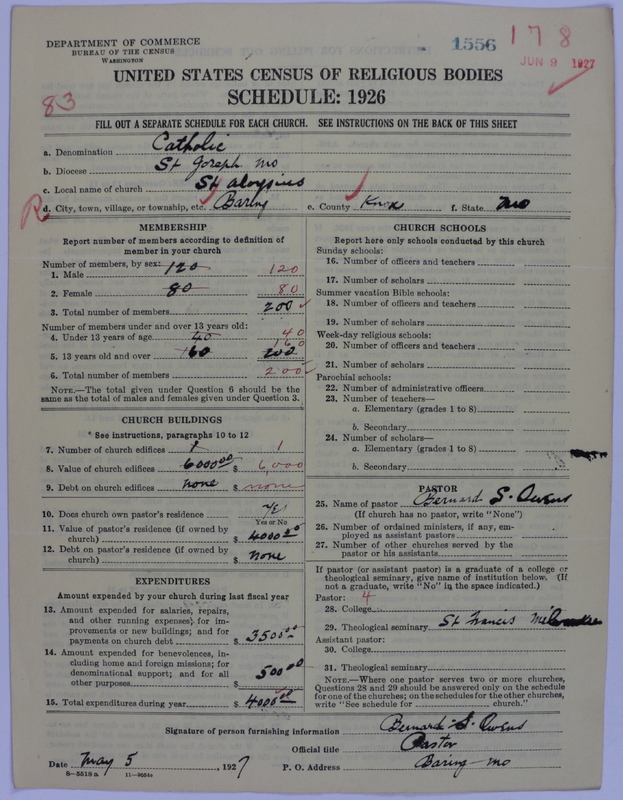 DEPARTMENT OF COMMERCE
BUREAU OF THE CENSUS
WASHINGTON
1556
178
JUN 9 1927
83
UNITED STATES CENSUS OF RELIGIOUS BODIES
SCHEDULE: 1926
FILL OUT A SEPARATE SCHEDULE FOR EACH CHURCH. SEE INSTRUCTIONS ON THE BACK OF THIS SHEET
a. Denomination Catholic
b. Diocese St Joseph Mo
c. Local name of church St Aloysius
R
d. City, town, village, or township, etc. Baring e. County Knox f. State Mo
MEMBERSHIP
Report number of members according to definition of
member in your church
Number of members, by sex:
1. Male 120 120
2. Female 80 80
3. Total number of members 200
Number of members under and over 13 years old:
4. Under 13 years of age 40 40
5. 13 years old and over 160 200 160
6. Total number of members 200
NOTE.—The total given under Question 6 should be the
same as the total of males and females given under Question 3.
CHURCH BUILDINGS
See instructions, paragraphs 10 to 12
7. Number of church edifices 1 1
8. Value of church edifices 6000 00 $ 6,000
9. Debt on church edifices none $ none
10. Does church own pastor's residence Yes
Yes or No
11. Value of pastor's residence (if owned by
church) $ 4000 00
12. Debt on pastor's residence (if owned by
church) $ none
EXPENDITURES
Amount expended by your church during last fiscal year
13. Amount expended for salaries, repairs,
and other running expenses; for im-
provements or new buildings; and for
payments on church debt $ 3500 00
14. Amount expended for benevolences, in-
cluding home and foreign missions; for
denominational support; and for all
other purposes $ 500 00
15. Total expenditures during year $ 4000 00
CHURCH SCHOOLS
Report here only schools conducted by this church
Sunday schools:
16. Number of officers and teachers
17. Number of scholars
Summer vacation Bible schools:
18. Number of officers and teachers
19. Number of scholars
Week-day religious schools:
20. Number of officers and teachers
21. Number of scholars
Parochial schools:
22. Number of administrative officers
23. Number of teachers—
a. Elementary (grades 1 to 8)
b. Secondary
24. Number of scholars—
a. Elementary (grades 1 to 8)
b. Secondary
PASTOR
25. Name of pastor Bernard S. Owens
(If church has no pastor, write "None")
26. Number of ordained ministers, if any, em-
ployed as assistant pastors
27. Number of other churches served by the
pastor or his assistants
If pastor (or assistant pastor) is a graduate of a college or
theological seminary, give name of institution below. (If
not a graduate, write "No" in the space indicated.)
Pastor: 4
28. College
29. Theological seminary St Francis
Assistant pastor:
30. College
31. Theological seminary
NOTE.—Where one pastor serves two or more churches,
Questions 28 and 29 should be answered only on the schedule
for one of the churches; on the schedules for the other churches,
write "See schedule for church."
Signature of person furnishing information Bernard S. Owens
Official title Pastor
Date May 5, 1927 P. O. Address Baring Mo
8-5518 a 11-9554c